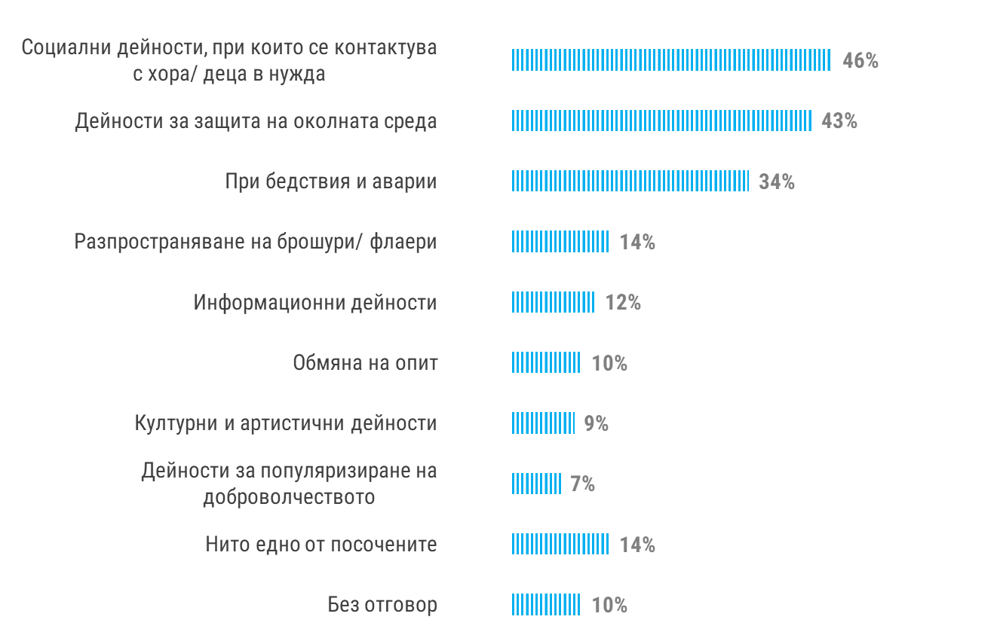 Социални дейности, при които се контактува
с хора/ деца в нужда
46%
Дейности за защита на околната среда
43%
При бедствия и аварии
34%
Разпространяване на брошури/ флаери
14%
Информационни дейности
12%
Обмяна на опит
10%
Културни и артистични дейности
9%
Дейности за популяризиране на
доброволчеството
7%
Нито едно от посочените
14%
Без отговор
10%